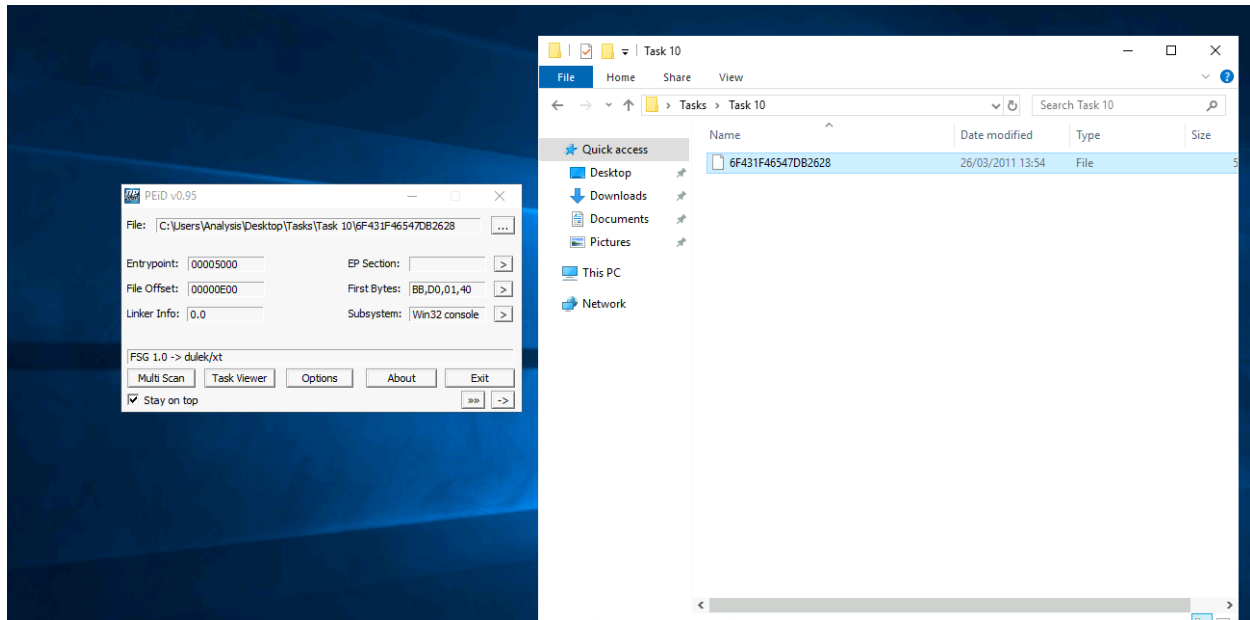 PEiD v0.95
File: C:\Users\Analysis\Desktop\Tasks\Task 10\6F431F46547DB2628 ...
Entrypoint: 00005000 EP Section: >
File Offset: 00000E00 First Bytes: BB,D0,01,40 >
Linker Info: 0.0 Subsystem: Win32 console >
FSG 1.0 -> dulek/xt
Multi Scan Task Viewer Options About Exit
Stay on top »» ->
Task 10
File Home Share View
Tasks > Task 10 Search Task 10
Name Date modified Type Size
6F431F46547DB2628 26/03/2011 13:54 File 5
Quick access
Desktop
Downloads
Documents
Pictures
This PC
Network